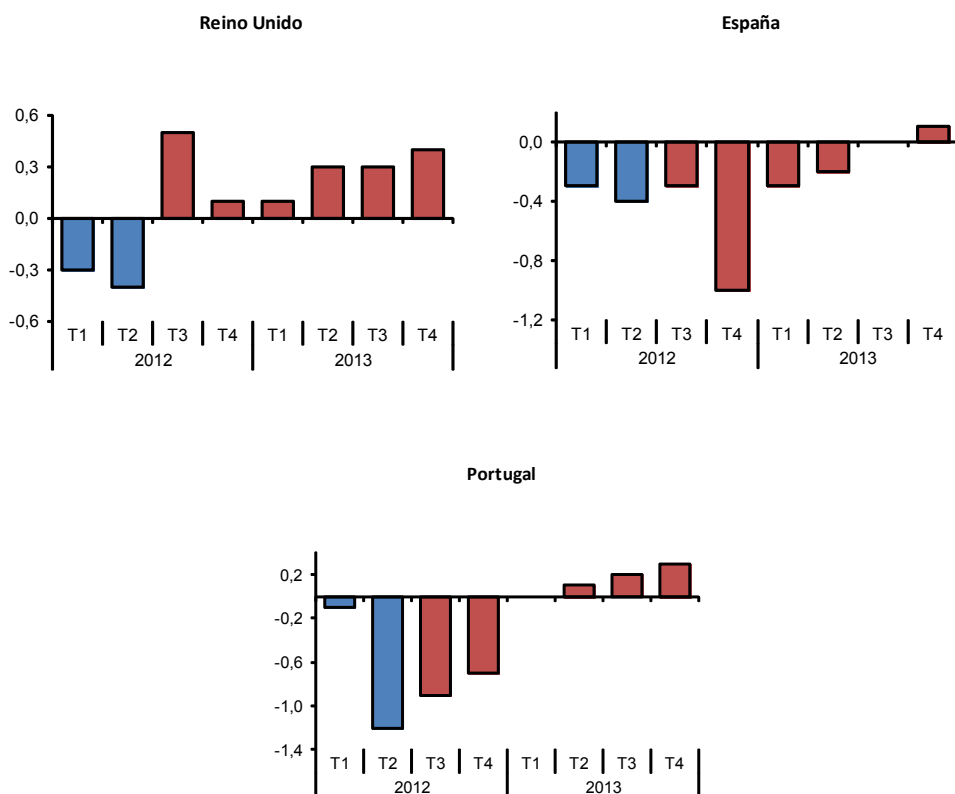 Reino Unido
España
0,6
0,3
0,0
-0,3
-0,6
T1 T2 T3 T4 T1 T2 T3 T4
2012 2013
0,0
-0,4
-0,8
-1,2
T1 T2 T3 T4 T1 T2 T3 T4
2012 2013
Portugal
0,2
-0,2
-0,6
-1,0
-1,4
T1 T2 T3 T4 T1 T2 T3 T4
2012 2013